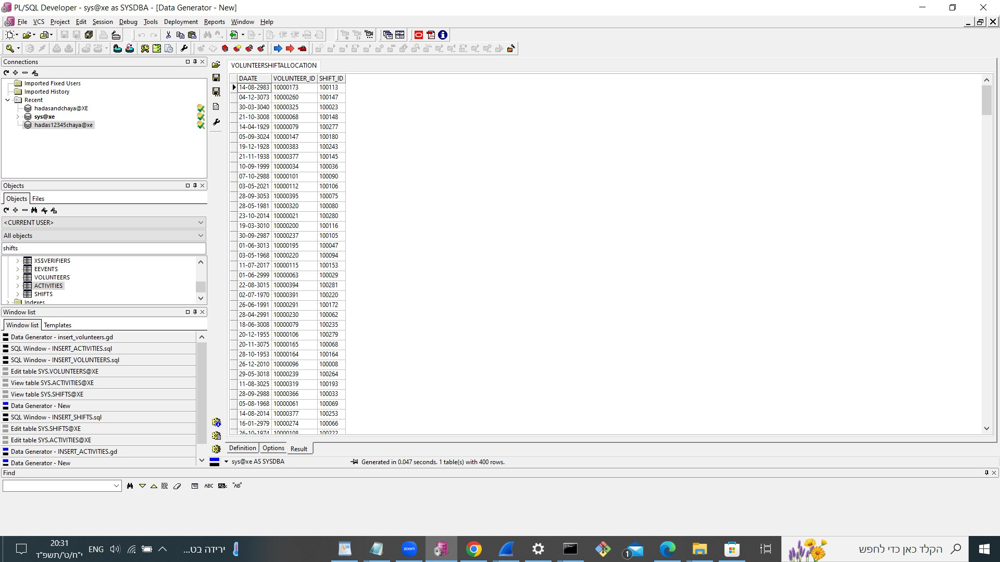 PL/SQL Developer - sys@xe as SYSDBA - [Data Generator - New]
File VCS Project Edit Session Debug Tools Deployment Reports Window Help
Connections
Imported Fixed Users
Imported History
Recent
hadasandchaya@XE
sys@xe
hadas12345chaya@xe
Objects
Objects Files
<CURRENT USER>
All objects
shifts
XS$VERIFIERS
EEVENTS
VOLUNTEERS
ACTIVITIES
SHIFTS
Indexes
Window list
Window list Templates
Data Generator - insert_volunteers.gd
SQL Window - INSERT_ACTIVITIES.sql
SQL Window - INSERT_VOLUNTEERS.sql
Edit table SYS.VOLUNTEERS@XE
View table SYS.ACTIVITIES@XE
View table SYS.SHIFTS@XE
Data Generator - New
SQL Window - INSERT_SHIFTS.sql
Edit table SYS.SHIFTS@XE
Edit table SYS.ACTIVITIES@XE
Data Generator - INSERT_ACTIVITIES.gd
Data Generator - New
VOLUNTEERSHIFTALLOCATION
DAATE VOLUNTEER_ID SHIFT_ID
14-08-2983 10000173 100113
04-12-3073 10000260 100147
30-03-3040 10000325 100023
21-10-3008 10000068 100148
14-04-1929 10000079 100277
05-09-3024 10000147 100180
19-12-1928 10000383 100243
21-11-1938 10000377 100145
10-09-1999 10000034 100036
07-10-2988 10000101 100090
03-05-2021 10000112 100106
28-09-3053 10000395 100075
28-05-1981 10000320 100080
23-10-2014 10000021 100280
19-03-3010 10000200 100116
30-09-2987 10000237 100105
01-06-3013 10000195 100047
03-05-1968 10000220 100094
11-07-2017 10000115 100153
01-06-2999 10000063 100029
22-08-3015 10000394 100281
02-07-1970 10000391 100220
26-06-1991 10000291 100172
28-04-2991 10000230 100062
18-06-3008 10000079 100235
20-12-1955 10000106 100279
20-11-3075 10000165 100068
28-10-1953 10000164 100164
26-12-2010 10000096 100008
29-05-3018 10000239 100264
11-08-3025 10000319 100193
28-09-2988 10000366 100033
05-08-1968 10000061 100069
14-08-2014 10000377 100253
16-01-2979 10000274 100066
26-10-1974 10000108 100222
Definition Options Result
sys@xe AS SYSDBA Generated in 0.047 seconds. 1 table(s) with 400 rows.
Find
ABC "AB"
20:31
י"ח/ט'/תשפ"ד
ENG
ירידה בט...
zoom
1
הקלד כאן כדי לחפש